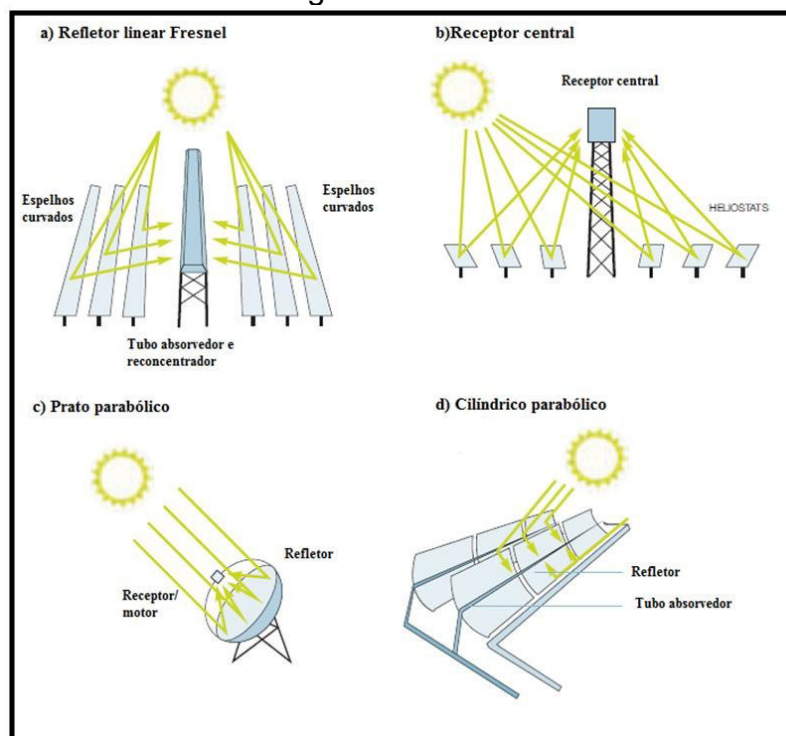 a) Refletor linear Fresnel
b)Receptor central
Receptor central
Espelhos
curvados
Espelhos
curvados
HELIOSTATS
Tubo absorvedor e
reconcentrador
c) Prato parabólico
d) Cilíndrico parabólico
Refletor
Receptor/
motor
Refletor
Tubo absorvedor